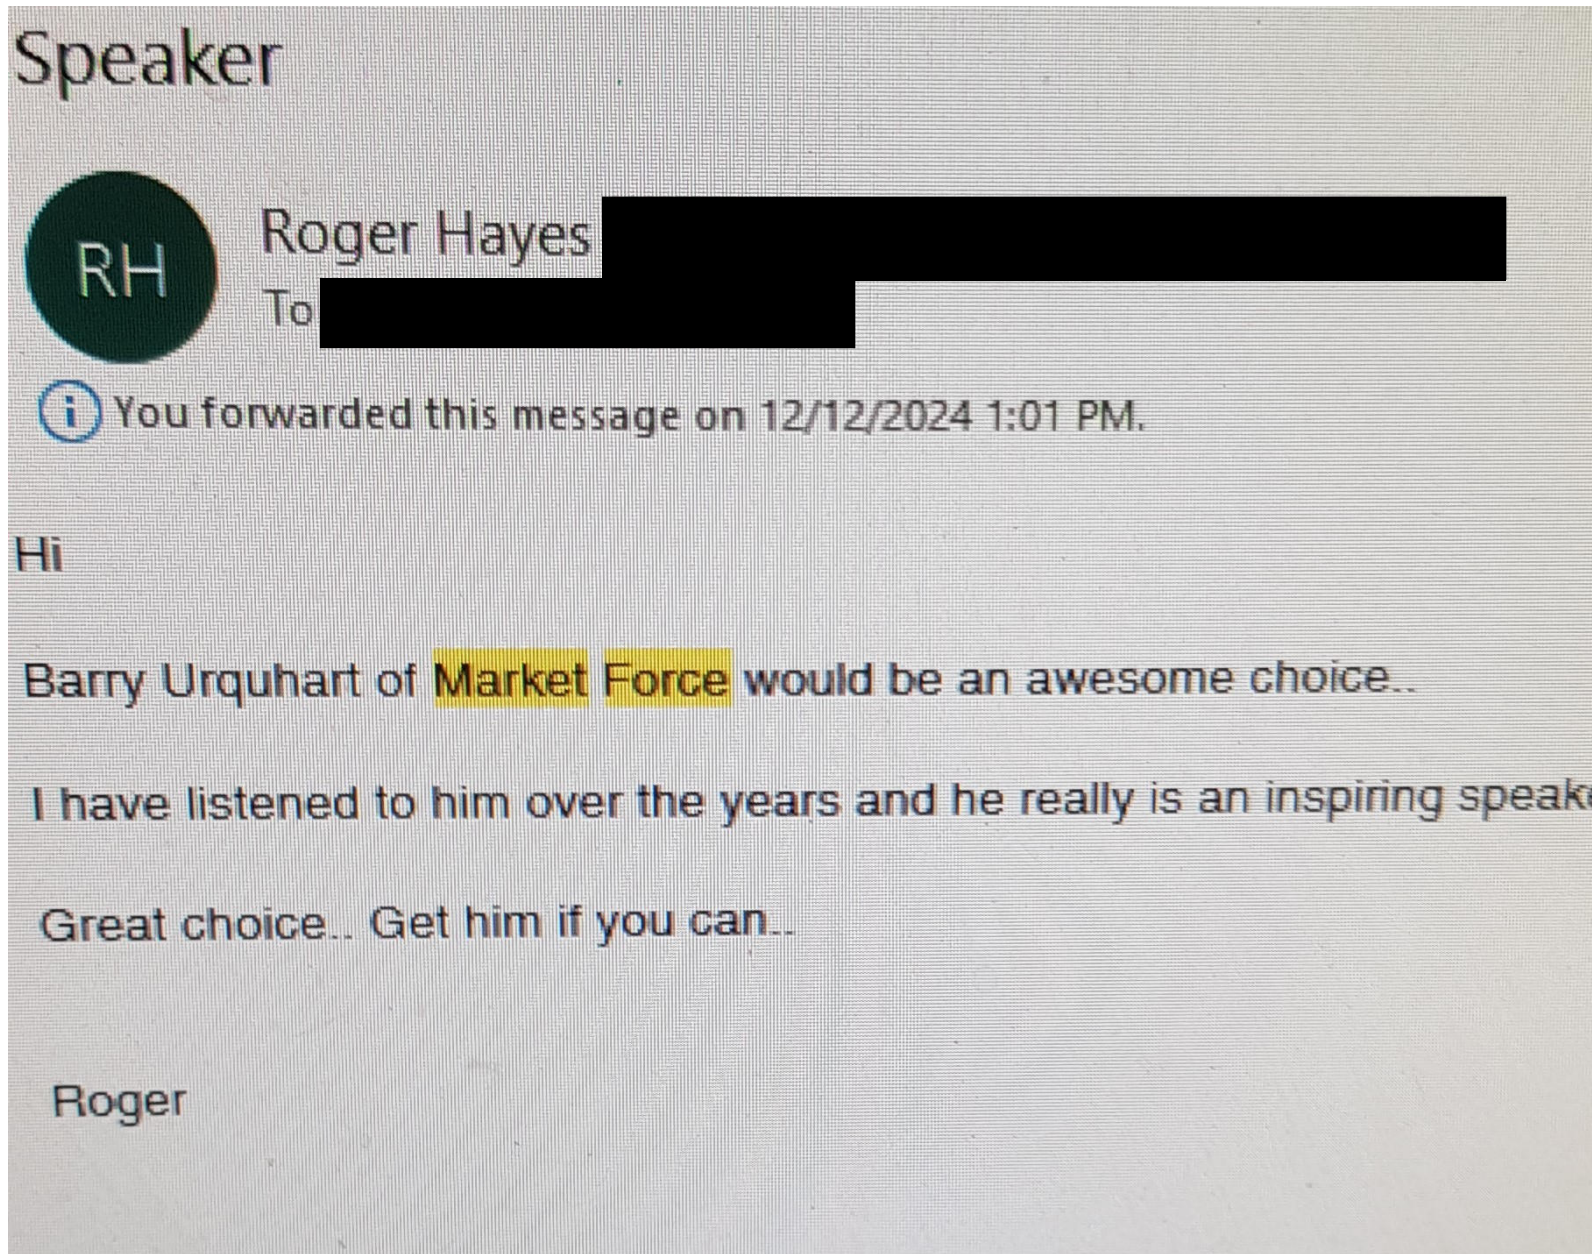 Speaker
RH
Roger Hayes
To
i You forwarded this message on 12/12/2024 1:01 PM.
Hi
Barry Urquhart of Market Force would be an awesome choice..
I have listened to him over the years and he really is an inspiring
Great choice.. Get him if you can..
Roger